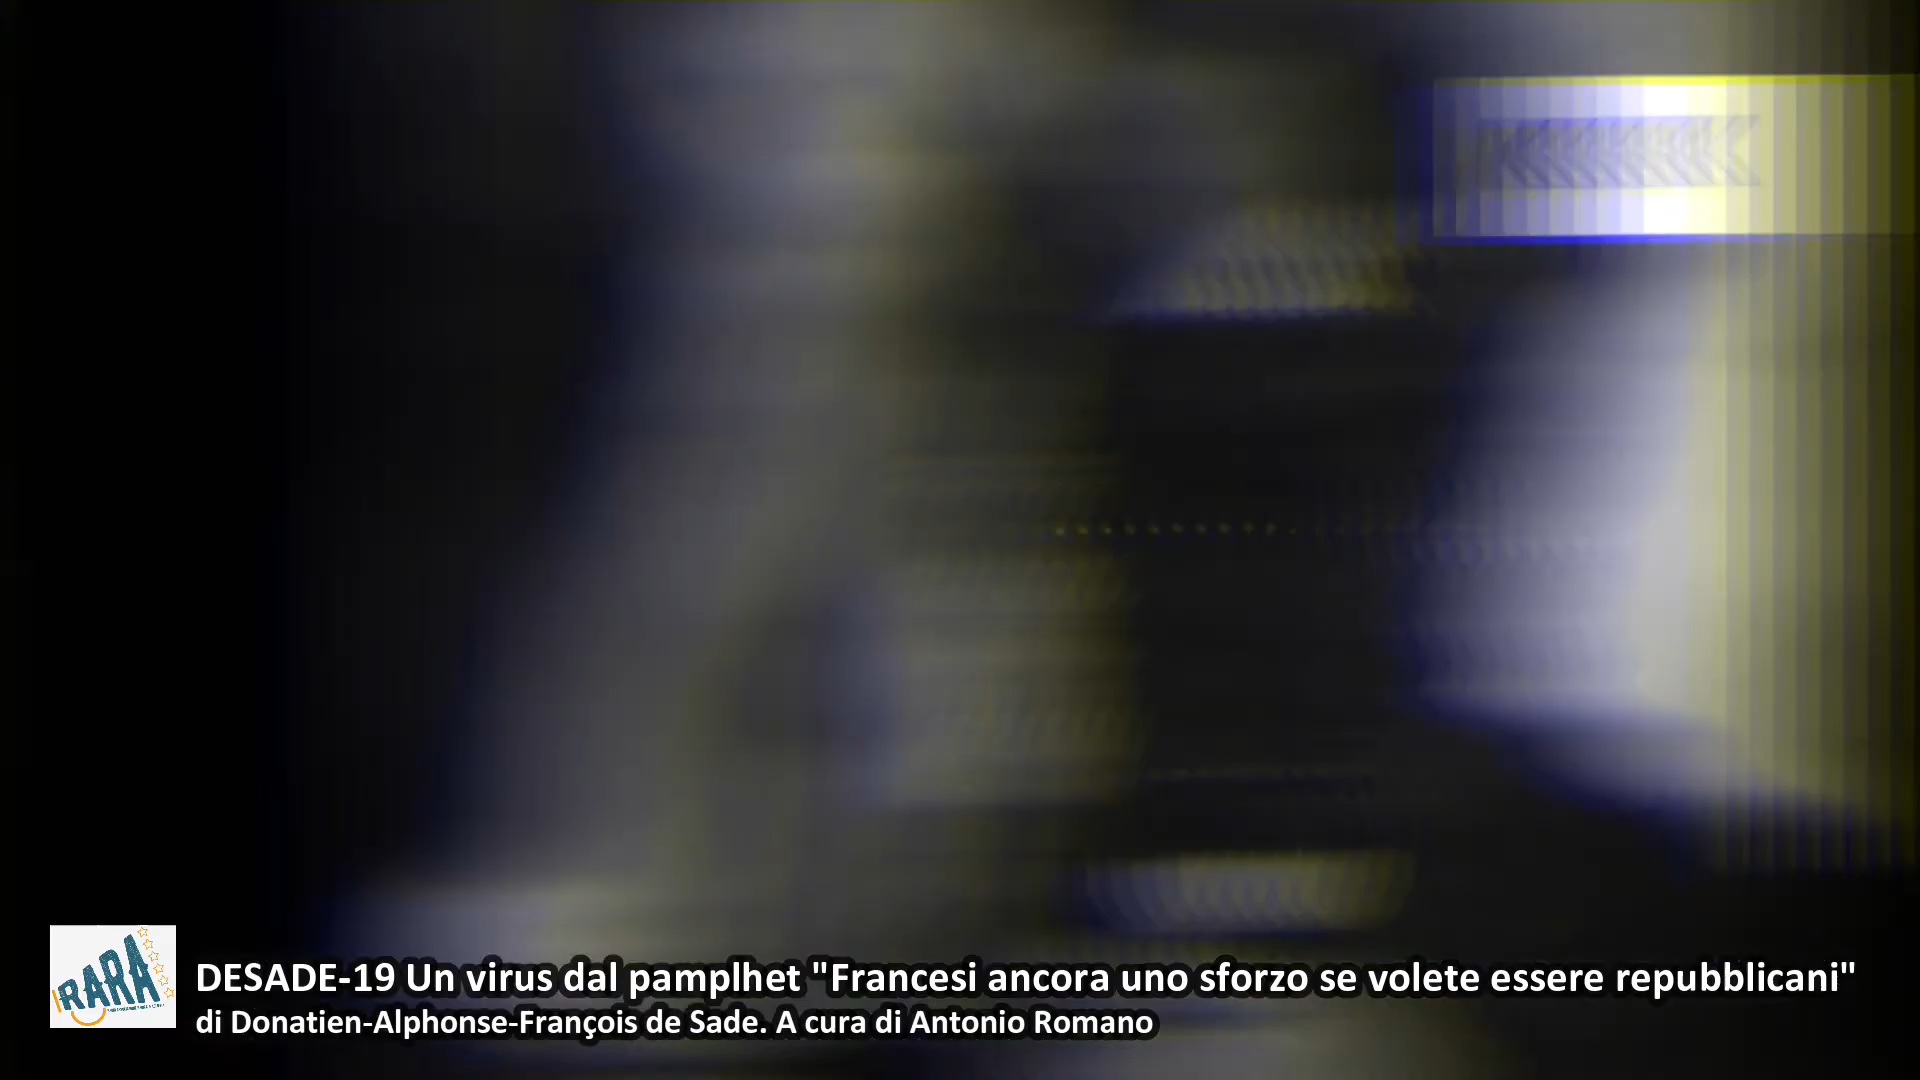 RARA
DESADE-19 Un virus dal pamplhet "Francesi ancora uno sforzo se volete essere repubblicani"
di Donatien-Alphonse-François de Sade. A cura di Antonio Romano